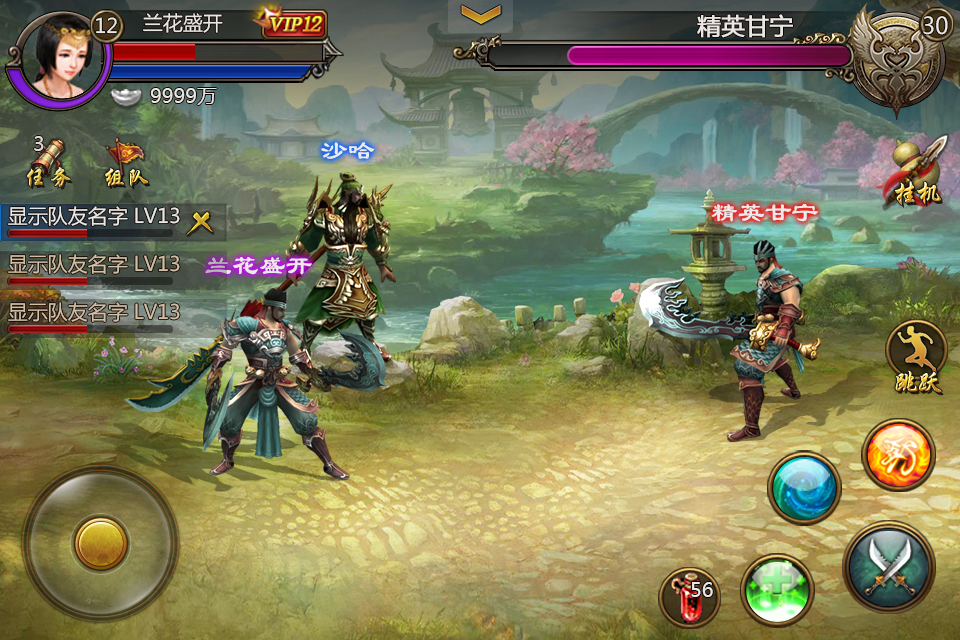 12
兰花盛开
VIP12
精英甘宁
30
9999万
3
任务
组队
沙哈
挂机
显示队友名字 LV13
精英甘宁
显示队友名字 LV13
兰花盛开
显示队友名字 LV13
跳跃
56